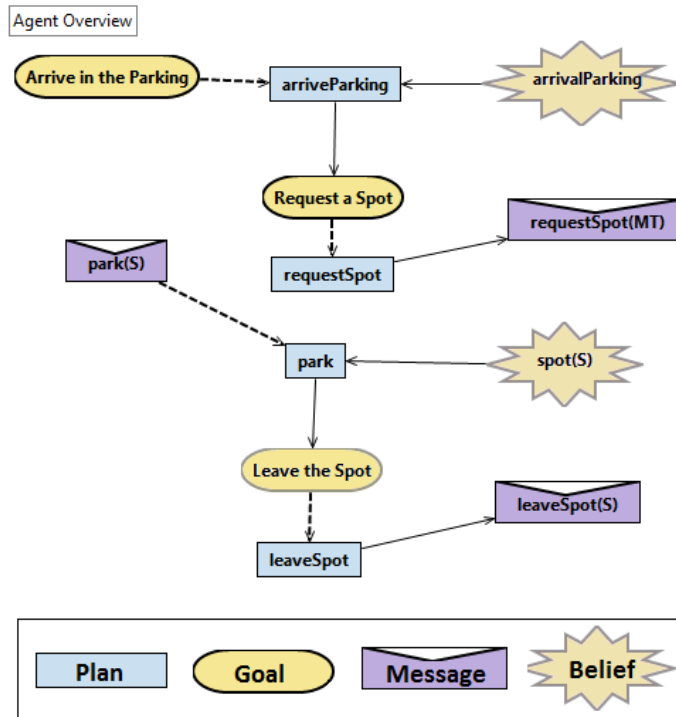 Agent Overview
Arrive in the Parking
arriveParking
arrivalParking
Request a Spot
requestSpot(MT)
park(S)
requestSpot
park
spot(S)
Leave the Spot
leaveSpot(S)
leaveSpot
Plan
Goal
Message
Belief